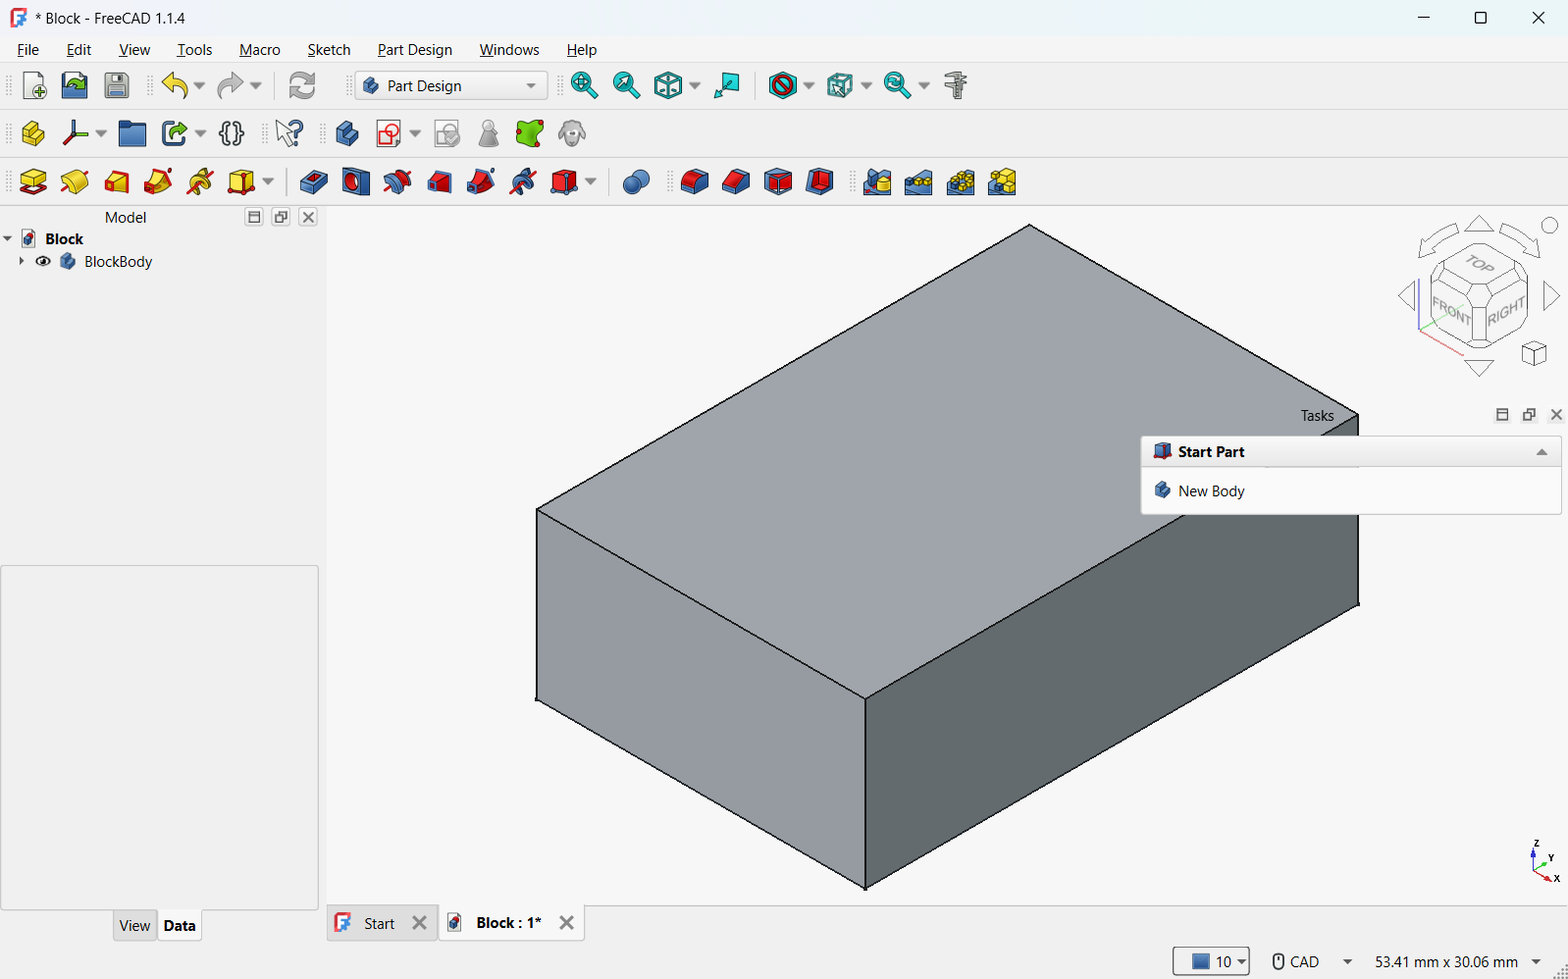 * Block - FreeCAD 1.1.4
File Edit View Tools Macro Sketch Part Design Windows Help
Part Design
Model
Block
BlockBody
TOP
FRONT
RIGHT
Tasks
Start Part
New Body
Z
Y
X
View Data
Start Block : 1*
10 CAD 53.41 mm x 30.06 mm